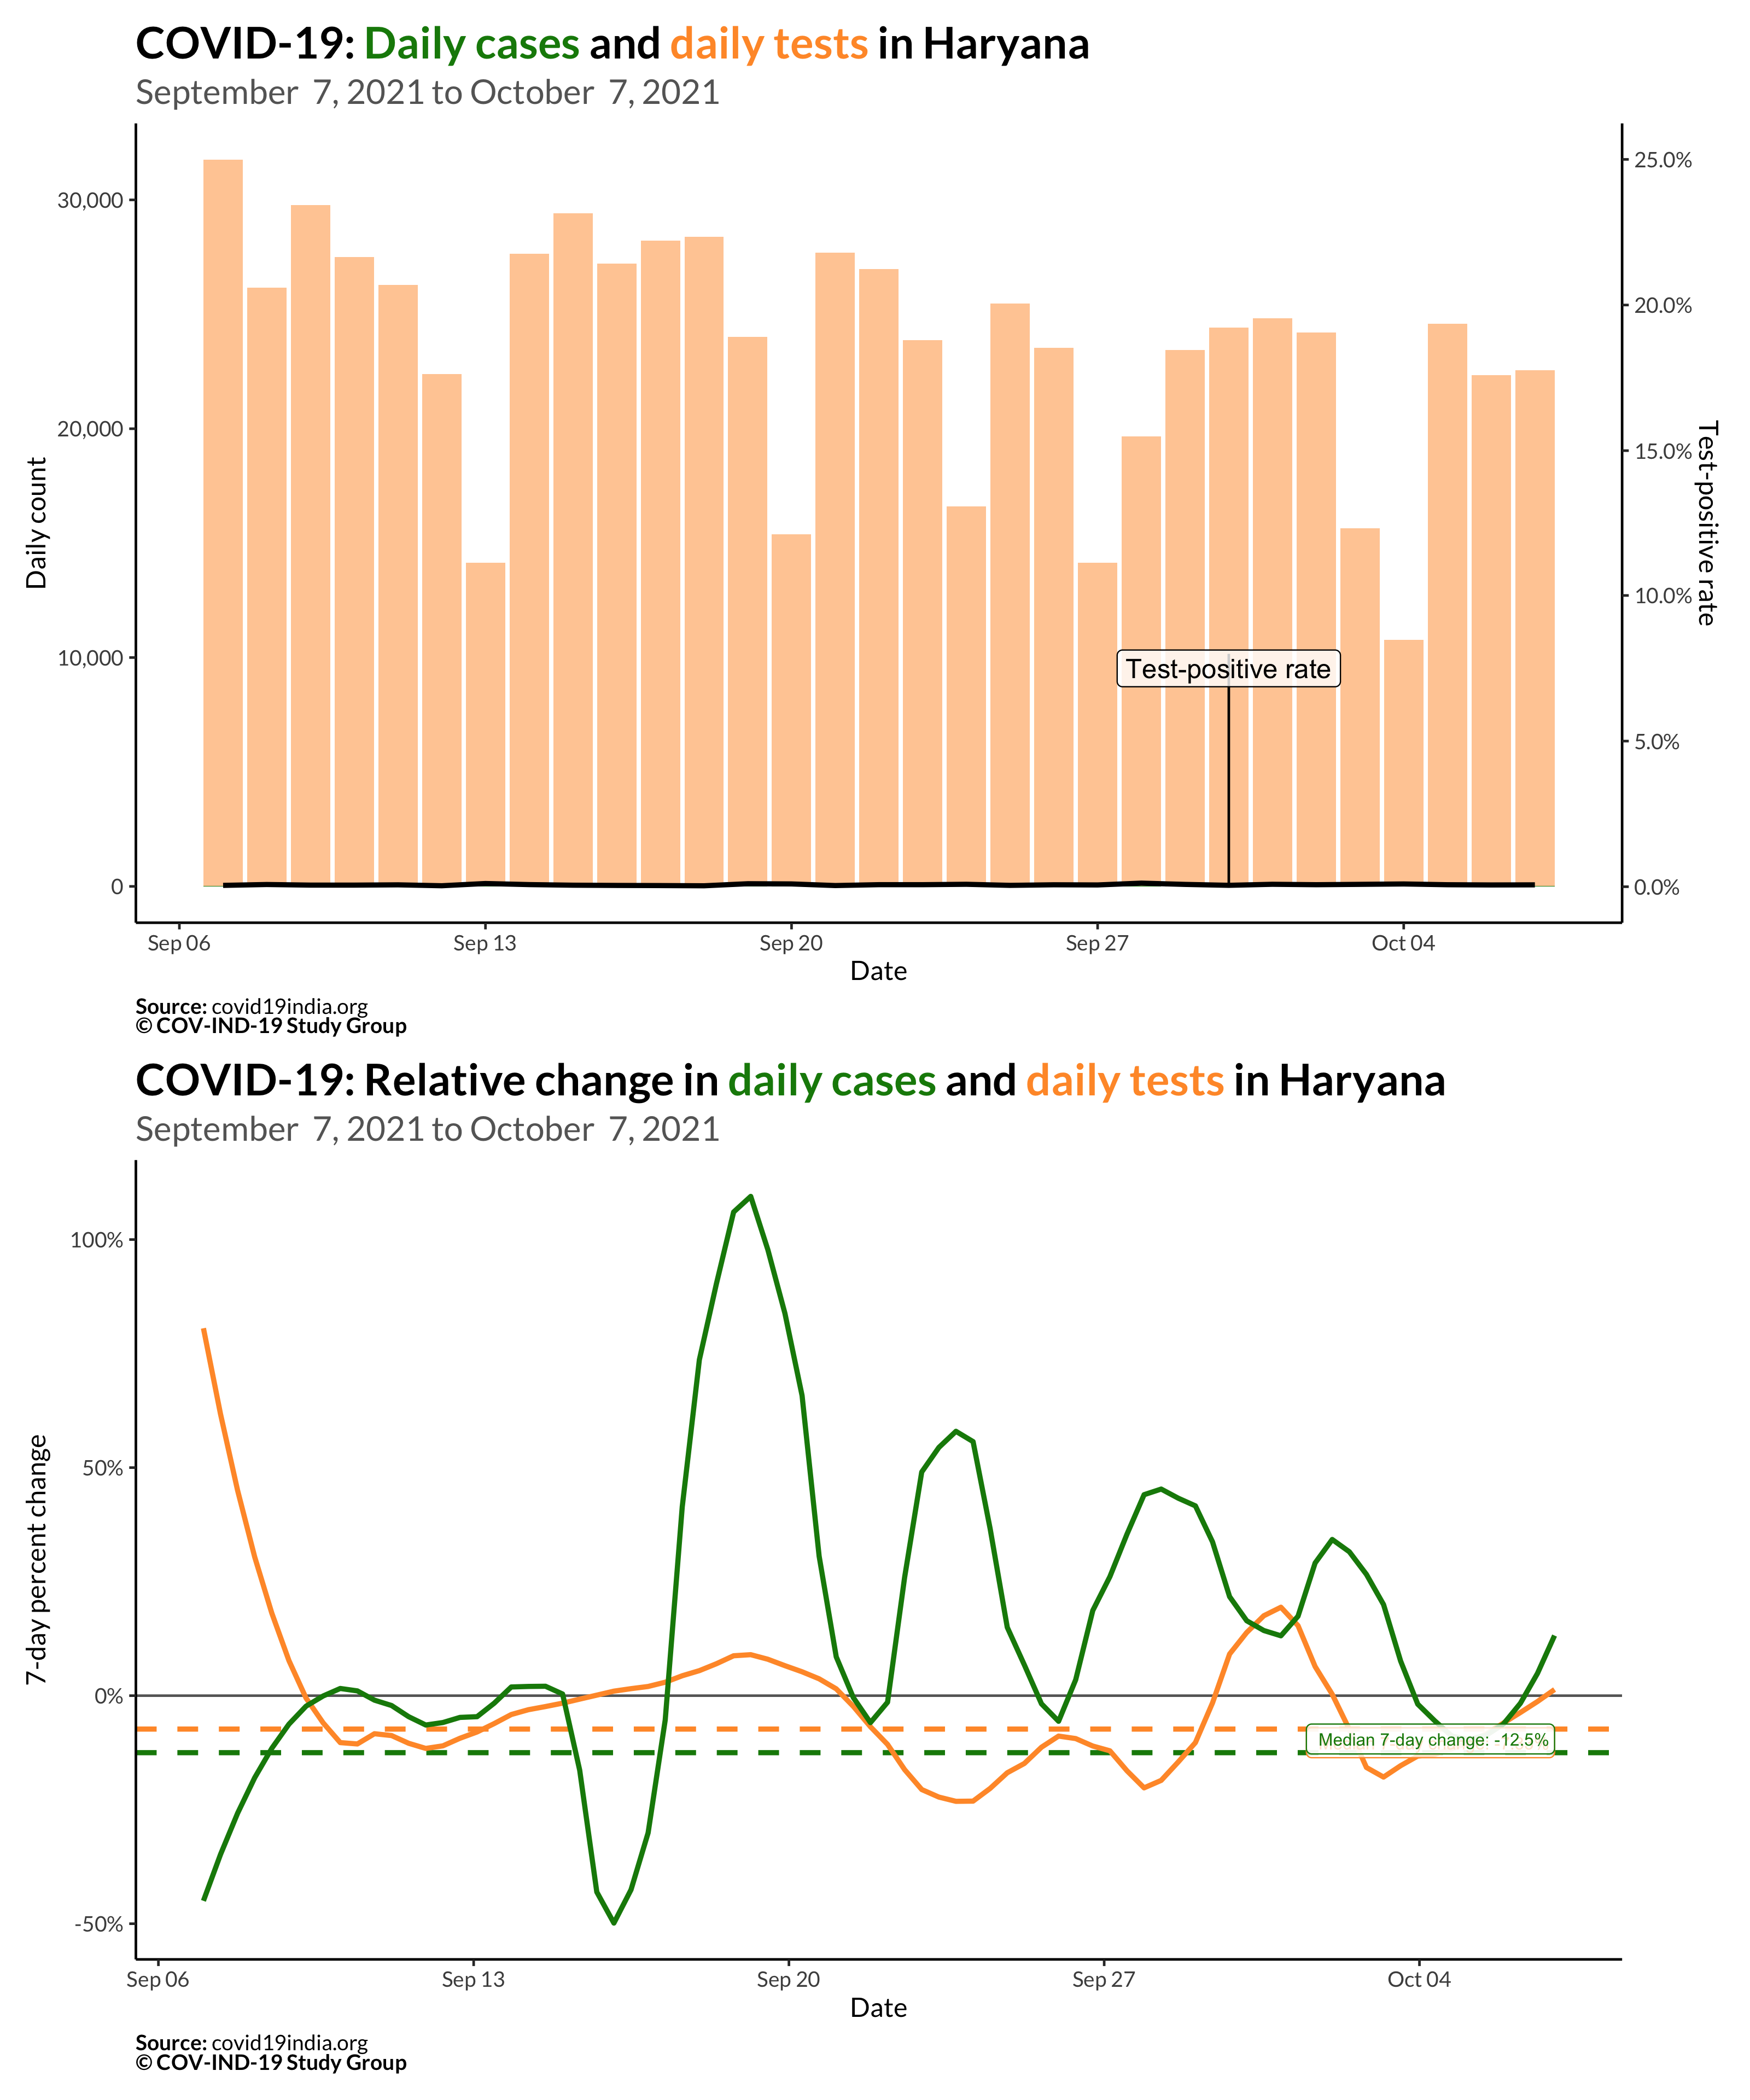 COVID-19: Daily cases and daily tests in Haryana
September 7, 2021 to October 7, 2021
30,000
20,000
10,000
0
Daily count
25.0%
20.0%
15.0%
10.0%
5.0%
0.0%
Test-positive rate
Test-positive rate
Sep 06
Sep 13
Sep 20
Sep 27
Oct 04
Date
Source: covid19india.org
© COV-IND-19 Study Group
COVID-19: Relative change in daily cases and daily tests in Haryana
September 7, 2021 to October 7, 2021
100%
50%
0%
-50%
7-day percent change
Median 7-day change: -12.5%
Sep 06
Sep 13
Sep 20
Sep 27
Oct 04
Date
Source: covid19india.org
© COV-IND-19 Study Group